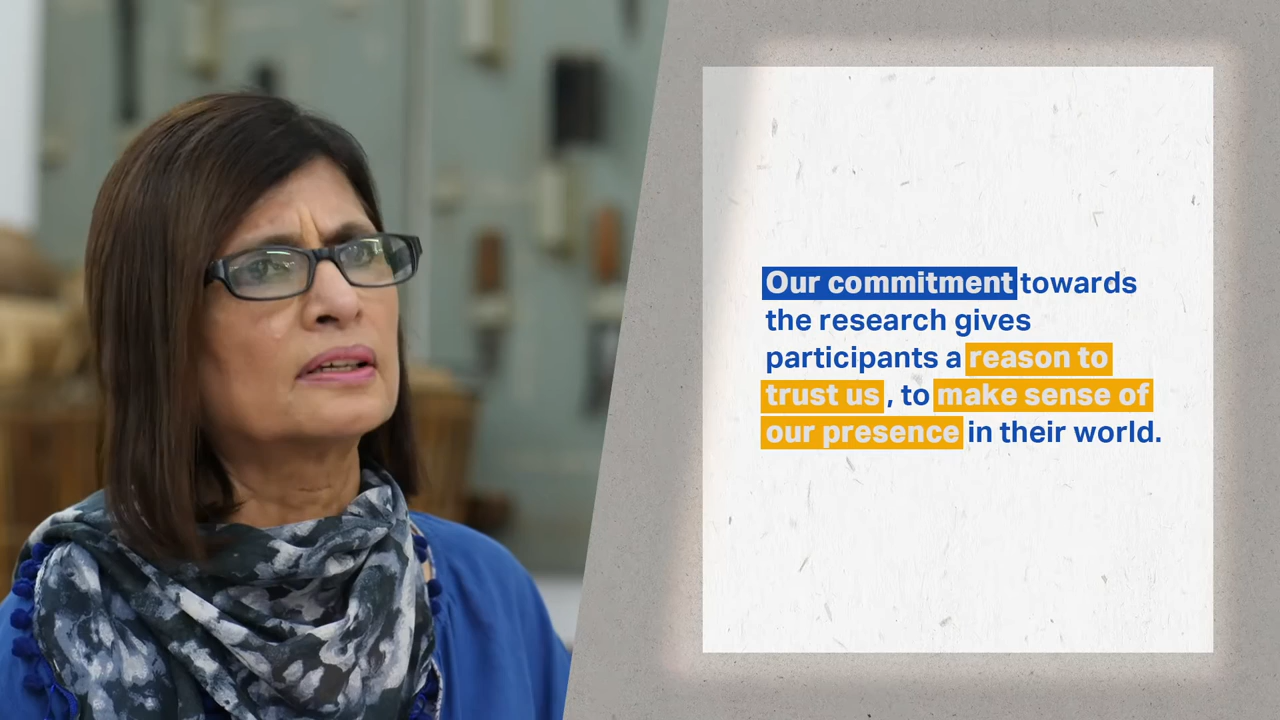 Our commitment towards
the research gives
participants a reason to
trust us, to make sense of
our presence in their world.